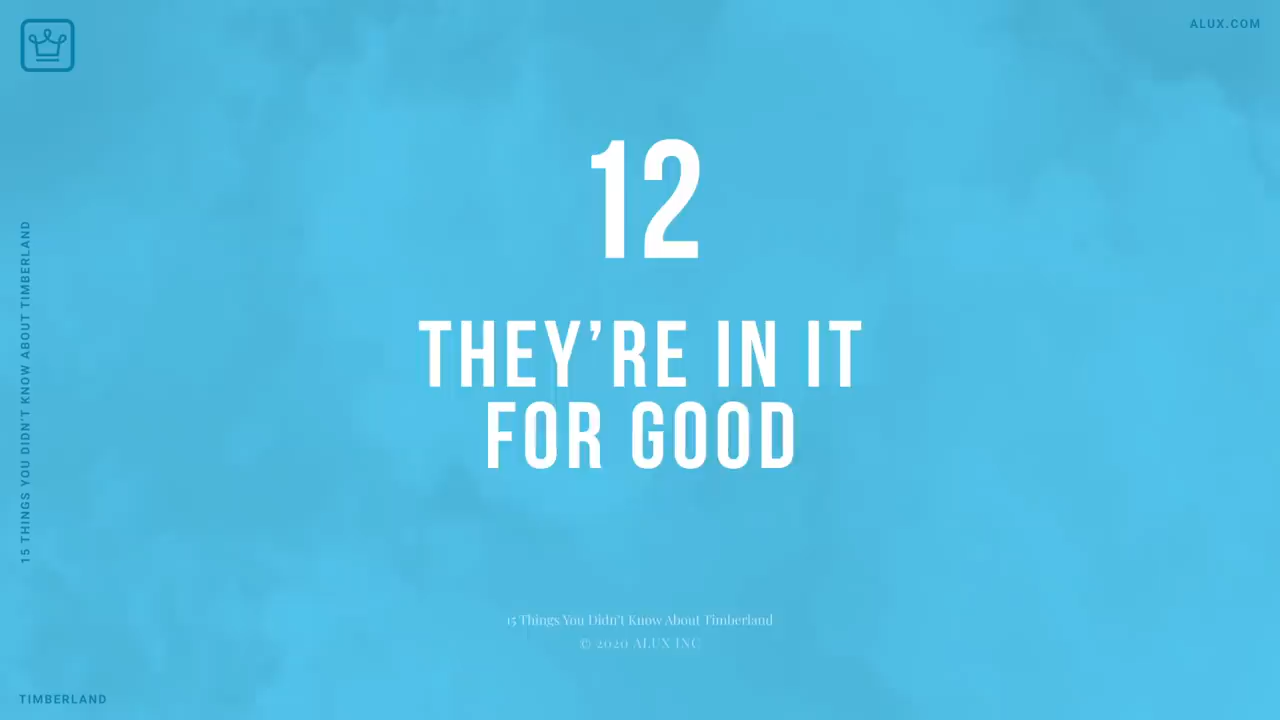 ALUX.COM
12
THEY'RE IN IT
FOR GOOD
15 THINGS YOU DIDN'T KNOW ABOUT TIMBERLAND
15 Things You Didn't Know About Timberland
© 2020 ALUX INC
TIMBERLAND